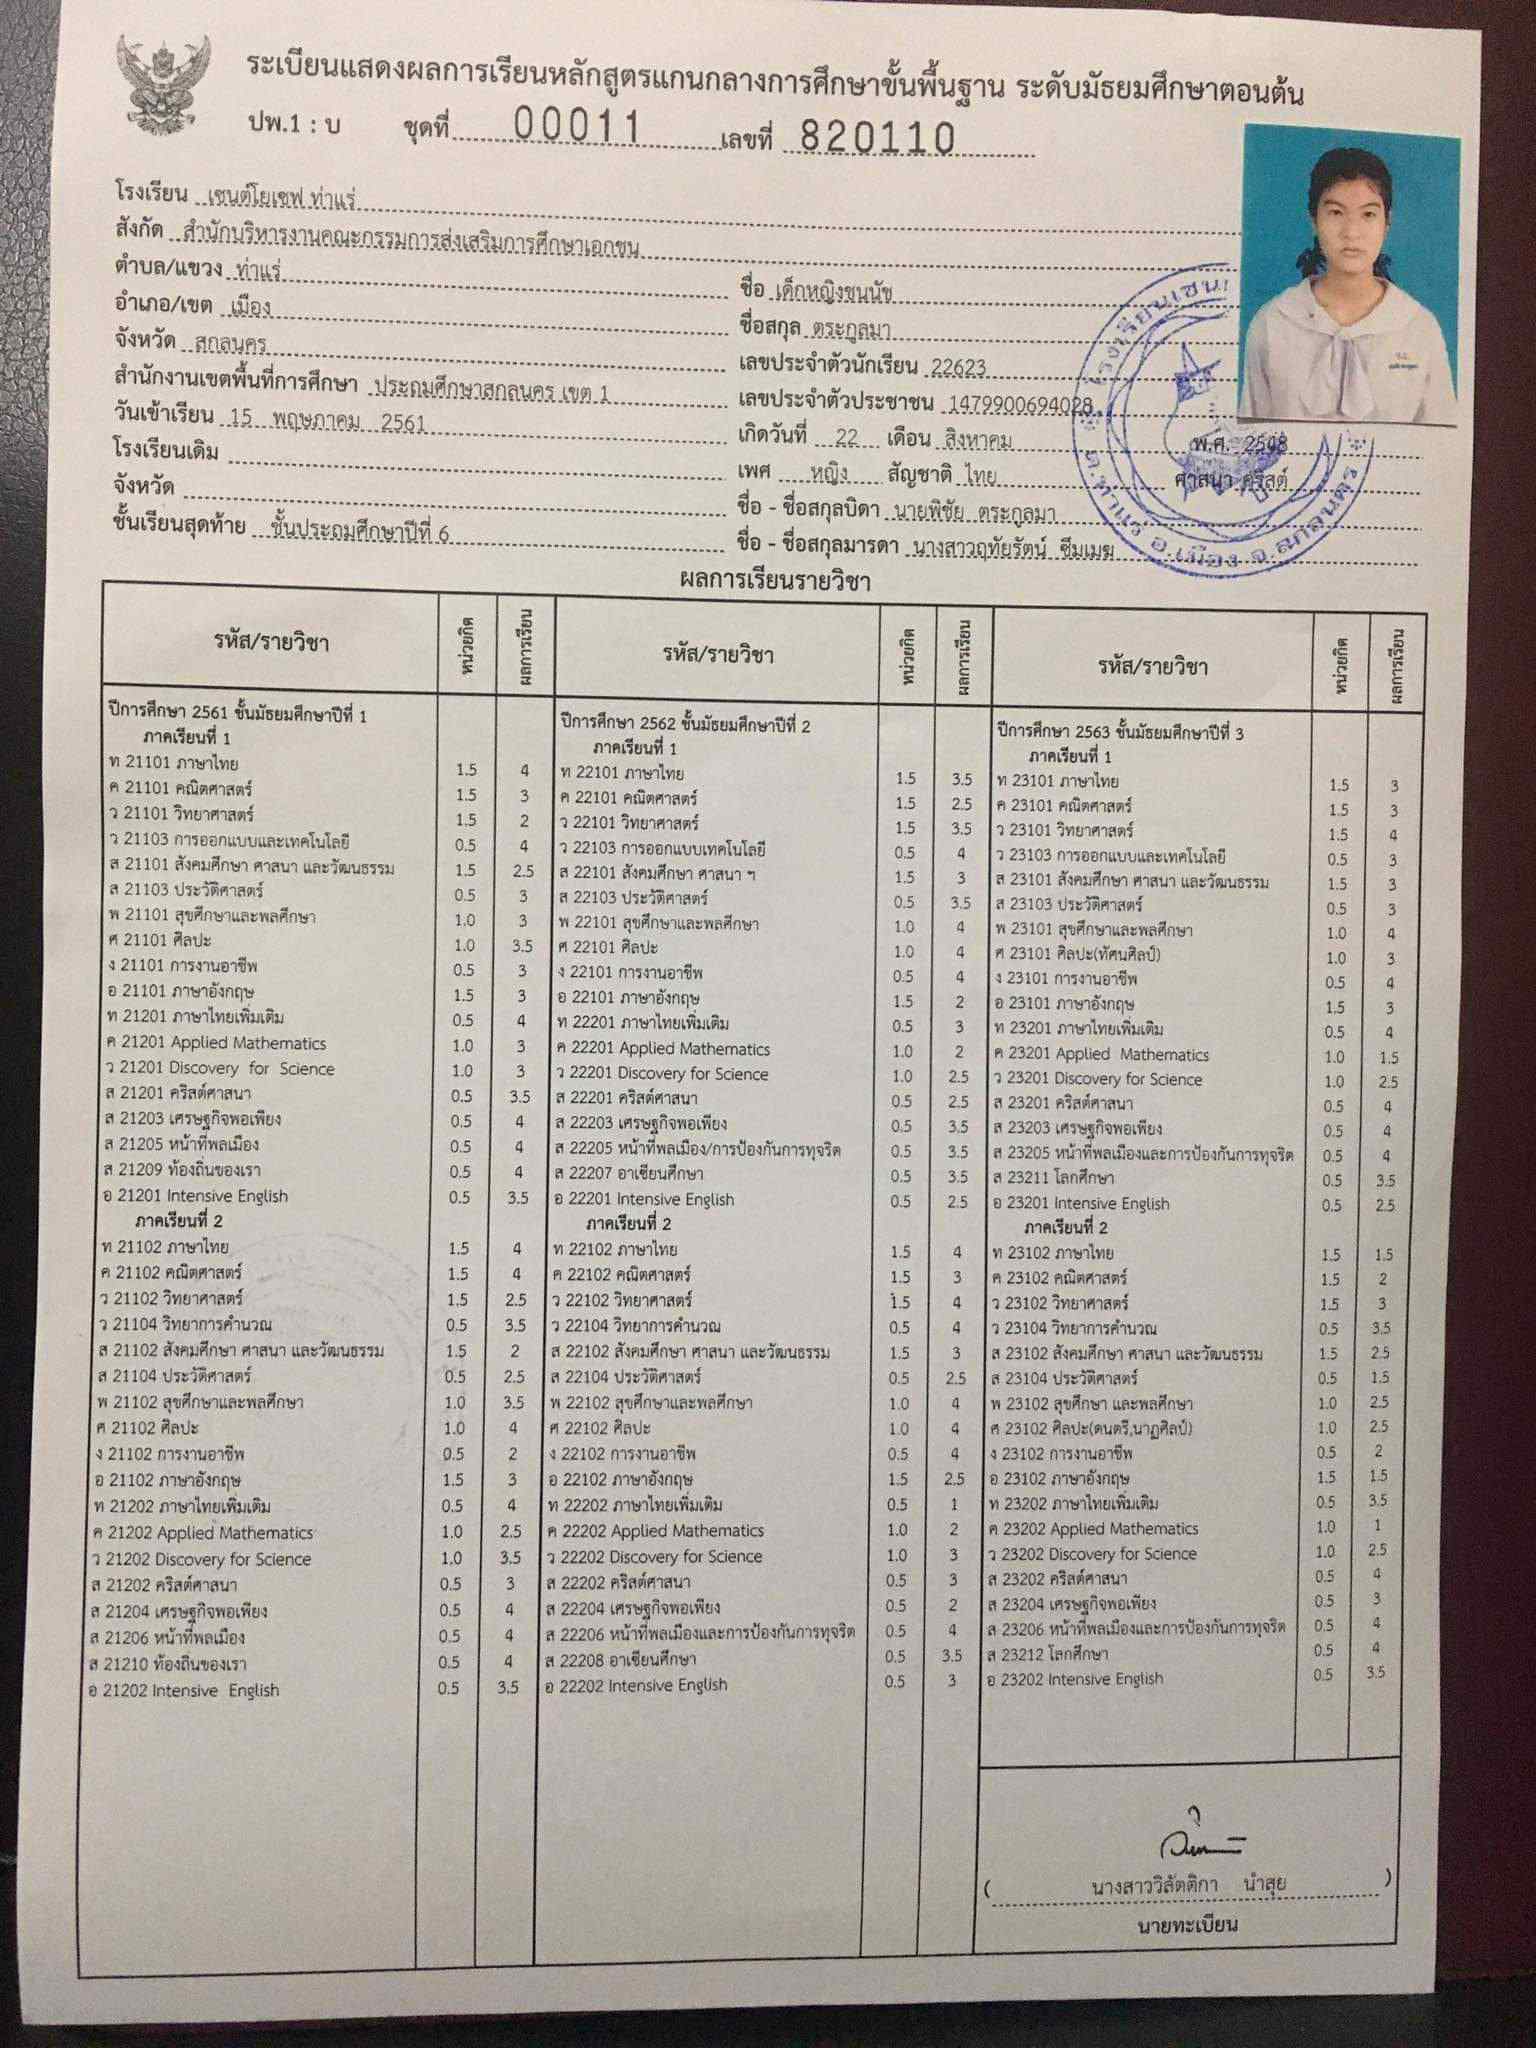 ระเบียนแสดงผลการเรียนหลักสูตรแกนกลางการศึกษาขั้นพื้นฐาน ระดับมัธยมศึกษาตอนต้น
ปพ.1 : บ ชุดที่ 00011 เลขที่ 820110
โรงเรียน เซนต์โยเซฟ ท่าแร่
สังกัด สำนักบริหารงานคณะกรรมการส่งเสริมการศึกษาเอกชน
ตำบล/แขวง ท่าแร่
อำเภอ/เขต เมือง
จังหวัด สกลนคร
สำนักงานเขตพื้นที่การศึกษา ประถมศึกษาสกลนคร เขต 1
วันเข้าเรียน 15 พฤษภาคม 2561
โรงเรียนเดิม
จังหวัด
ชั้นเรียนสุดท้าย ชั้นประถมศึกษาปีที่ 6
ชื่อ เด็กหญิงชนนัช
ชื่อสกุล ตระกูลมา
เลขประจำตัวนักเรียน 22623
เลขประจำตัวประชาชน 1479900694028
เกิดวันที่ 22 เดือน สิงหาคม พ.ศ. 2548
เพศ หญิง สัญชาติ ไทย ศาสนา คริสต์
ชื่อ - ชื่อสกุลบิดา นายพิชัย ตระกูลมา
ชื่อ - ชื่อสกุลมารดา นางสาวฤทัยรัตน์ ซึมเมฆ
ต.ท่าแร่ อ.เมือง จ.สกลนคร
ผลการเรียนรายวิชา
รหัส/รายวิชา หน่วยกิต ผลการเรียน
ปีการศึกษา 2561 ชั้นมัธยมศึกษาปีที่ 1
ภาคเรียนที่ 1
ท 21101 ภาษาไทย 1.5 4
ค 21101 คณิตศาสตร์ 1.5 3
ว 21101 วิทยาศาสตร์ 1.5 2
ว 21103 การออกแบบและเทคโนโลยี 0.5 4
ส 21101 สังคมศึกษา ศาสนา และวัฒนธรรม 1.5 2.5
ส 21103 ประวัติศาสตร์ 0.5 3
พ 21101 สุขศึกษาและพลศึกษา 1.0 3
ศ 21101 ศิลปะ 1.0 3.5
ง 21101 การงานอาชีพ 0.5 3
อ 21101 ภาษาอังกฤษ 1.5 3
ท 21201 ภาษาไทยเพิ่มเติม 0.5 4
ค 21201 Applied Mathematics 1.0 3
ว 21201 Discovery for Science 1.0 3
ส 21201 คริสต์ศาสนา 0.5 3.5
ส 21203 เศรษฐกิจพอเพียง 0.5 4
ส 21205 หน้าที่พลเมือง 0.5 4
ส 21209 ท้องถิ่นของเรา 0.5 4
อ 21201 Intensive English 0.5 3.5
ภาคเรียนที่ 2
ท 21102 ภาษาไทย 1.5 4
ค 21102 คณิตศาสตร์ 1.5 4
ว 21102 วิทยาศาสตร์ 1.5 2.5
ว 21104 วิทยาการคำนวณ 0.5 3.5
ส 21102 สังคมศึกษา ศาสนา และวัฒนธรรม 1.5 2
ส 21104 ประวัติศาสตร์ 0.5 2.5
พ 21102 สุขศึกษาและพลศึกษา 1.0 3.5
ศ 21102 ศิลปะ 1.0 4
ง 21102 การงานอาชีพ 0.5 2
อ 21102 ภาษาอังกฤษ 1.5 3
ท 21202 ภาษาไทยเพิ่มเติม 0.5 4
ค 21202 Applied Mathematics 1.0 2.5
ว 21202 Discovery for Science 1.0 3.5
ส 21202 คริสต์ศาสนา 0.5 3
ส 21204 เศรษฐกิจพอเพียง 0.5 4
ส 21206 หน้าที่พลเมือง 0.5 4
ส 21210 ท้องถิ่นของเรา 0.5 4
อ 21202 Intensive English 0.5 3.5
รหัส/รายวิชา หน่วยกิต ผลการเรียน
ปีการศึกษา 2562 ชั้นมัธยมศึกษาปีที่ 2
ภาคเรียนที่ 1
ท 22101 ภาษาไทย 1.5 3.5
ค 22101 คณิตศาสตร์ 1.5 2.5
ว 22101 วิทยาศาสตร์ 1.5 3.5
ว 22103 การออกแบบเทคโนโลยี 0.5 4
ส 22101 สังคมศึกษา ศาสนา ฯ 1.5 3
ส 22103 ประวัติศาสตร์ 0.5 3.5
พ 22101 สุขศึกษาและพลศึกษา 1.0 4
ศ 22101 ศิลปะ 1.0 4
ง 22101 การงานอาชีพ 0.5 4
อ 22101 ภาษาอังกฤษ 1.5 2
ท 22201 ภาษาไทยเพิ่มเติม 0.5 3
ค 22201 Applied Mathematics 1.0 2
ว 22201 Discovery for Science 1.0 2.5
ส 22201 คริสต์ศาสนา 0.5 2.5
ส 22203 เศรษฐกิจพอเพียง 0.5 3.5
ส 22205 หน้าที่พลเมือง/การป้องกันการทุจริต 0.5 3.5
ส 22207 อาเซียนศึกษา 0.5 3.5
อ 22201 Intensive English 0.5 2.5
ภาคเรียนที่ 2
ท 22102 ภาษาไทย 1.5 4
ค 22102 คณิตศาสตร์ 1.5 3
ว 22102 วิทยาศาสตร์ 1.5 4
ว 22104 วิทยาการคำนวณ 0.5 4
ส 22102 สังคมศึกษา ศาสนา และวัฒนธรรม 1.5 3
ส 22104 ประวัติศาสตร์ 0.5 2.5
พ 22102 สุขศึกษาและพลศึกษา 1.0 4
ศ 22102 ศิลปะ 1.0 4
ง 22102 การงานอาชีพ 0.5 4
อ 22102 ภาษาอังกฤษ 1.5 2.5
ท 22202 ภาษาไทยเพิ่มเติม 0.5 1
ค 22202 Applied Mathematics 1.0 2
ว 22202 Discovery for Science 1.0 3
ส 22202 คริสต์ศาสนา 0.5 3
ส 22204 เศรษฐกิจพอเพียง 0.5 2
ส 22206 หน้าที่พลเมืองและการป้องกันการทุจริต 0.5 4
ส 22208 อาเซียนศึกษา 0.5 3.5
อ 22202 Intensive English 0.5 3
รหัส/รายวิชา หน่วยกิต ผลการเรียน
ปีการศึกษา 2563 ชั้นมัธยมศึกษาปีที่ 3
ภาคเรียนที่ 1
ท 23101 ภาษาไทย 1.5 3
ค 23101 คณิตศาสตร์ 1.5 3
ว 23101 วิทยาศาสตร์ 1.5 4
ว 23103 การออกแบบและเทคโนโลยี 0.5 3
ส 23101 สังคมศึกษา ศาสนา และวัฒนธรรม 1.5 3
ส 23103 ประวัติศาสตร์ 0.5 3
พ 23101 สุขศึกษาและพลศึกษา 1.0 4
ศ 23101 ศิลปะ(ทัศนศิลป์) 1.0 3
ง 23101 การงานอาชีพ 0.5 4
อ 23101 ภาษาอังกฤษ 1.5 3
ท 23201 ภาษาไทยเพิ่มเติม 0.5 4
ค 23201 Applied Mathematics 1.0 1.5
ว 23201 Discovery for Science 1.0 2.5
ส 23201 คริสต์ศาสนา 0.5 4
ส 23203 เศรษฐกิจพอเพียง 0.5 4
ส 23205 หน้าที่พลเมืองและการป้องกันการทุจริต 0.5 4
ส 23211 โลกศึกษา 0.5 3.5
อ 23201 Intensive English 0.5 2.5
ภาคเรียนที่ 2
ท 23102 ภาษาไทย 1.5 1.5
ค 23102 คณิตศาสตร์ 1.5 2
ว 23102 วิทยาศาสตร์ 1.5 3
ว 23104 วิทยาการคำนวณ 0.5 3.5
ส 23102 สังคมศึกษา ศาสนา และวัฒนธรรม 1.5 2.5
ส 23104 ประวัติศาสตร์ 0.5 1.5
พ 23102 สุขศึกษา และพลศึกษา 1.0 2.5
ศ 23102 ศิลปะ(ดนตรี,นาฏศิลป์) 1.0 2.5
ง 23102 การงานอาชีพ 0.5 2
อ 23102 ภาษาอังกฤษ 1.5 1.5
ท 23202 ภาษาไทยเพิ่มเติม 0.5 3.5
ค 23202 Applied Mathematics 1.0 1
ว 23202 Discovery for Science 1.0 2.5
ส 23202 คริสต์ศาสนา 0.5 4
ส 23204 เศรษฐกิจพอเพียง 0.5 3
ส 23206 หน้าที่พลเมืองและการป้องกันการทุจริต 0.5 4
ส 23212 โลกศึกษา 0.5 4
อ 23202 Intensive English 0.5 3.5
( นางสาววิลัตติกา นำสุย )
นายทะเบียน